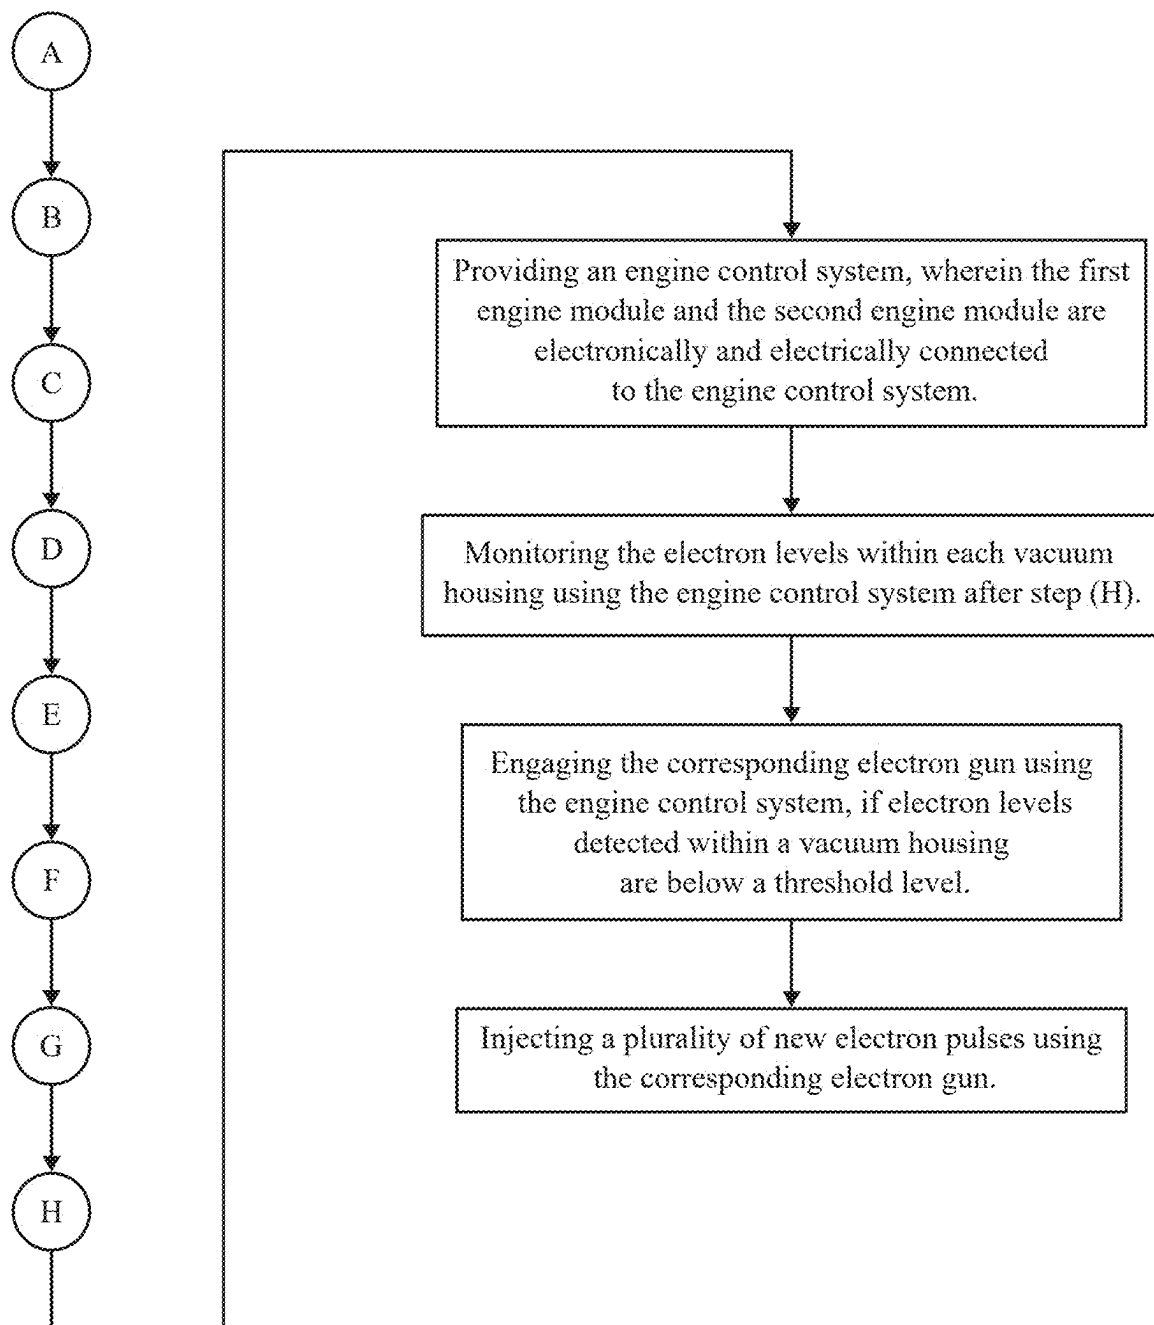 A
B
C
D
E
F
G
H
Providing an engine control system, wherein the first
engine module and the second engine module are
electronically and electrically connected
to the engine control system.
Monitoring the electron levels within each vacuum
housing using the engine control system after step (H).
Engaging the corresponding electron gun using
the engine control system, if electron levels
detected within a vacuum housing
are below a threshold level.
Injecting a plurality of new electron pulses using
the corresponding electron gun.